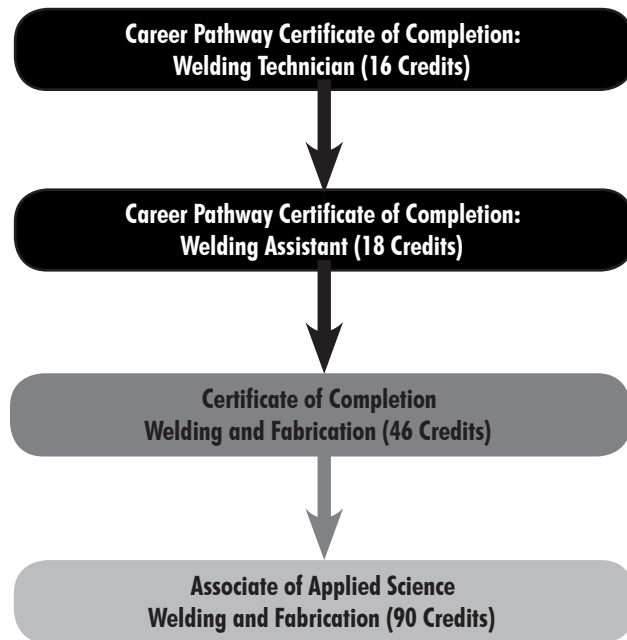 Career Pathway Certificate of Completion:
Welding Technician (16 Credits)
Career Pathway Certificate of Completion:
Welding Assistant (18 Credits)
Certificate of Completion
Welding and Fabrication (46 Credits)
Associate of Applied Science
Welding and Fabrication (90 Credits)